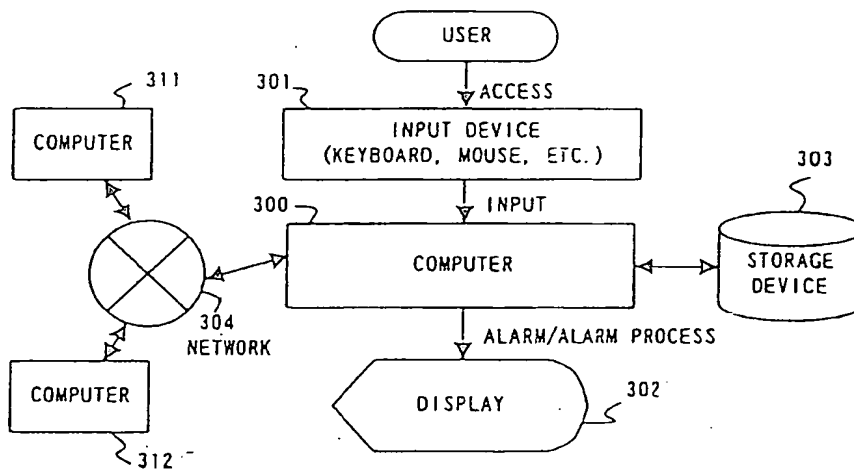 USER
311
301
ACCESS
COMPUTER
INPUT DEVICE
(KEYBOARD, MOUSE, ETC.)
303
300
INPUT
COMPUTER
STORAGE
DEVICE
304
NETWORK
ALARM/ALARM PROCESS
COMPUTER
DISPLAY
302
312